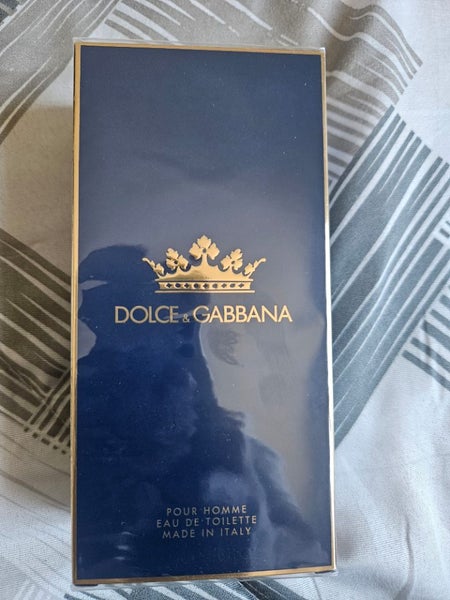 DOLCE & GABBANA
POUR HOMME
EAU DE TOILETTE
MADE IN ITALY